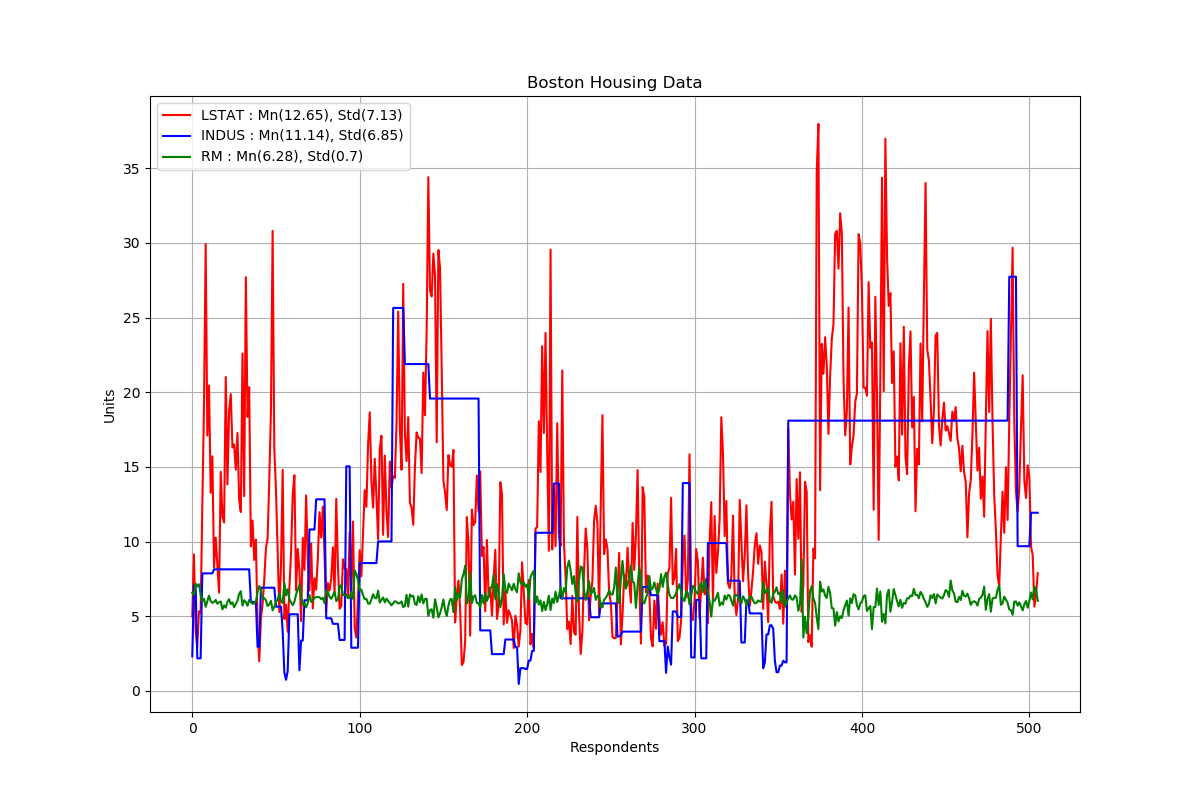 Boston Housing Data
LSTAT : Mn(12.65), Std(7.13)
INDUS : Mn(11.14), Std(6.85)
RM : Mn(6.28), Std(0.7)
35
30
25
20
15
10
5
0
Units
0 100 200 300 400 500
Respondents